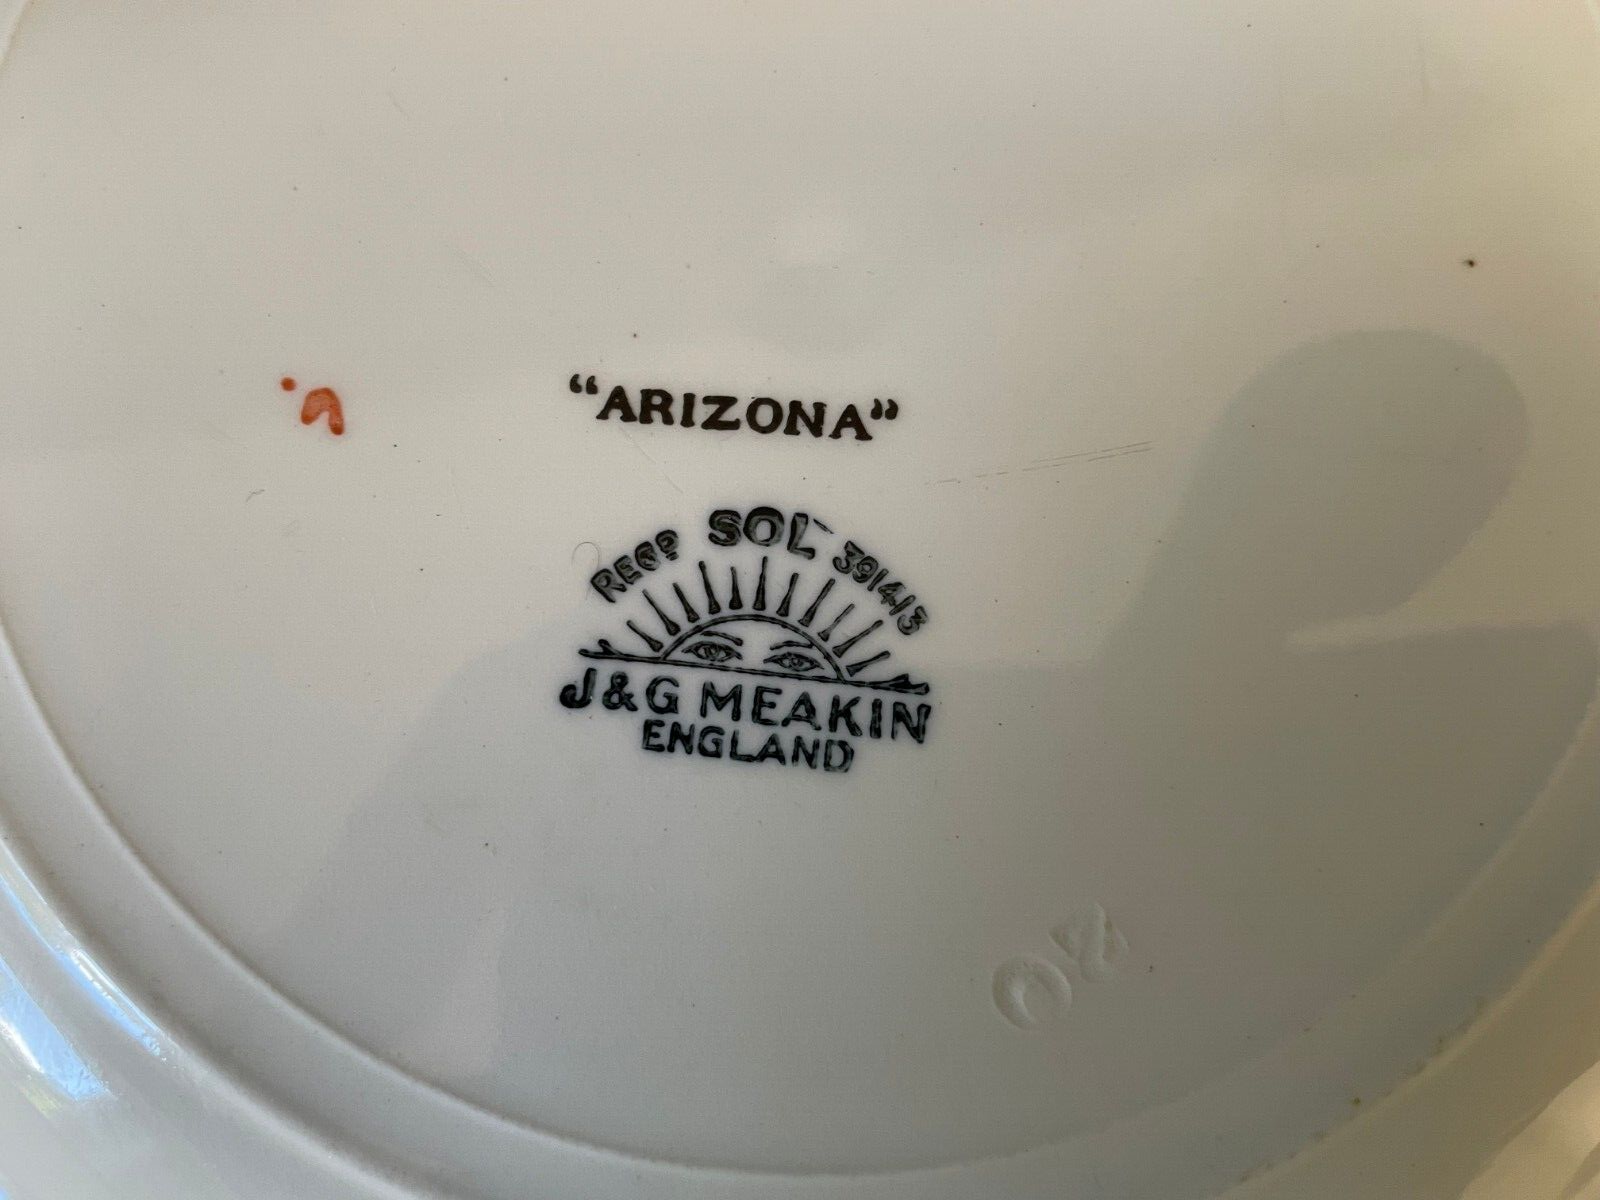 "ARIZONA"
REGD SOL 391413
J&G MEAKIN
ENGLAND